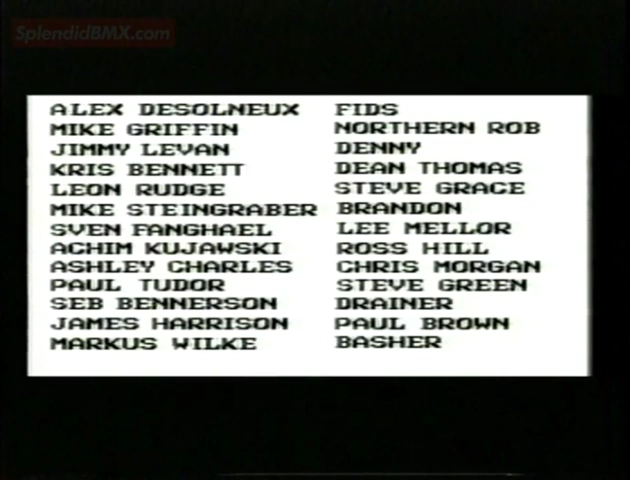 SplendidBMX.com
ALEX DESOLNEUX
MIKE GRIFFIN
JIMMY LEVAN
KRIS BENNETT
LEON RUDGE
MIKE STEINGRABER
SVEN FANGHAEL
ACHIM KUJAWSKI
ASHLEY CHARLES
PAUL TUDOR
SEB BENNERSON
JAMES HARRISON
MARKUS WILKE
FIDS
NORTHERN ROB
DENNY
DEAN THOMAS
STEVE GRACE
BRANDON
LEE MELLOR
ROSS HILL
CHRIS MORGAN
STEVE GREEN
DRAINER
PAUL BROWN
BASHER